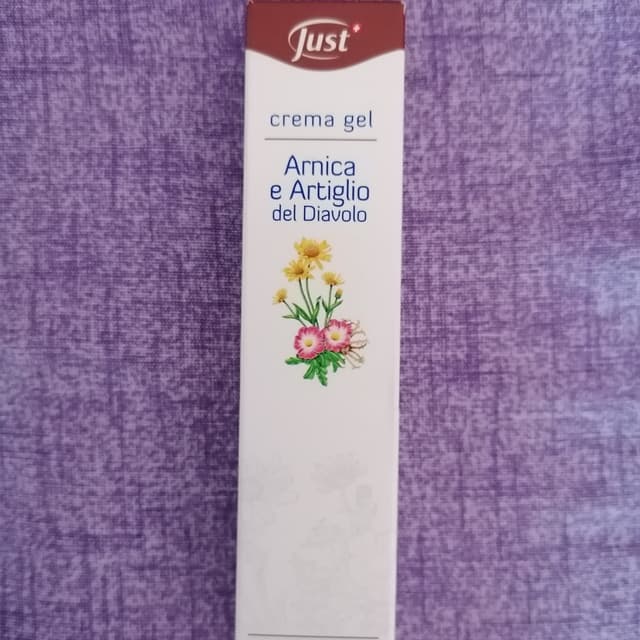 Just
crema gel
Arnica
e Artiglio
del Diavolo